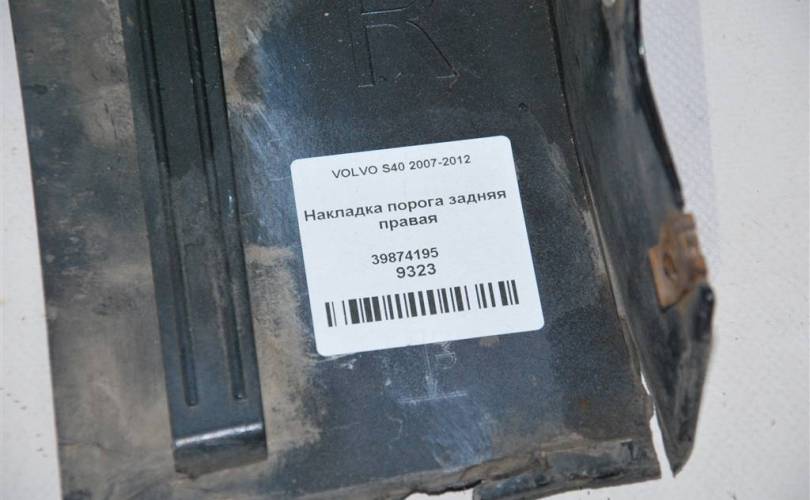 R
VOLVO S40 2007-2012
Накладка порога задняя
правая
39874195
9323